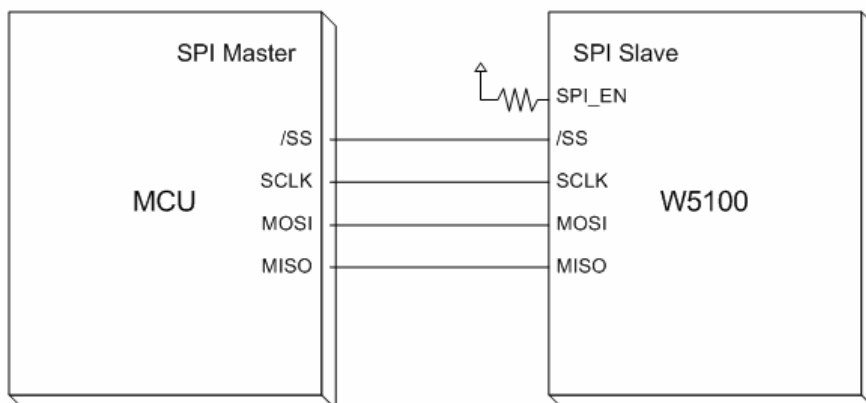 SPI Master
/SS
SCLK
MCU
MOSI
MISO
SPI Slave
SPI_EN
/SS
SCLK
W5100
MOSI
MISO